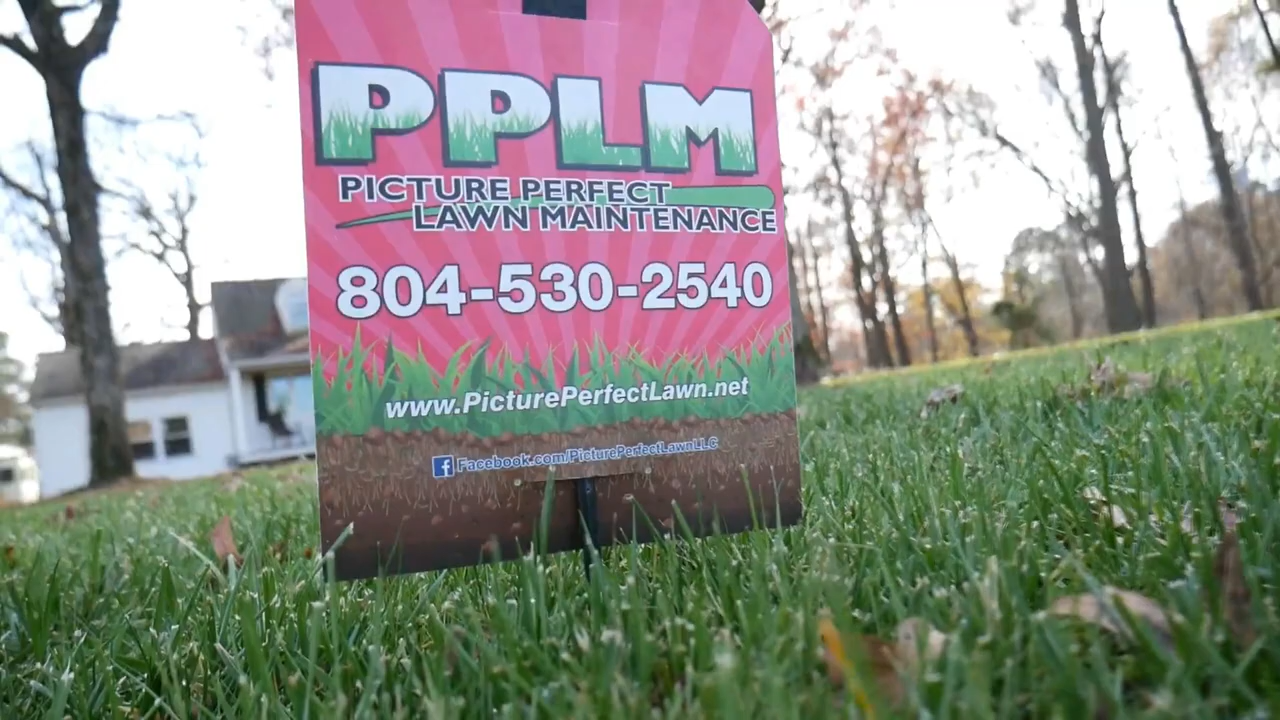 PPLM
PICTURE PERFECT
LAWN MAINTENANCE
804-530-2540
www.PicturePerfectLawn.net
f Facebook.com/PicturePerfectLawnLLC